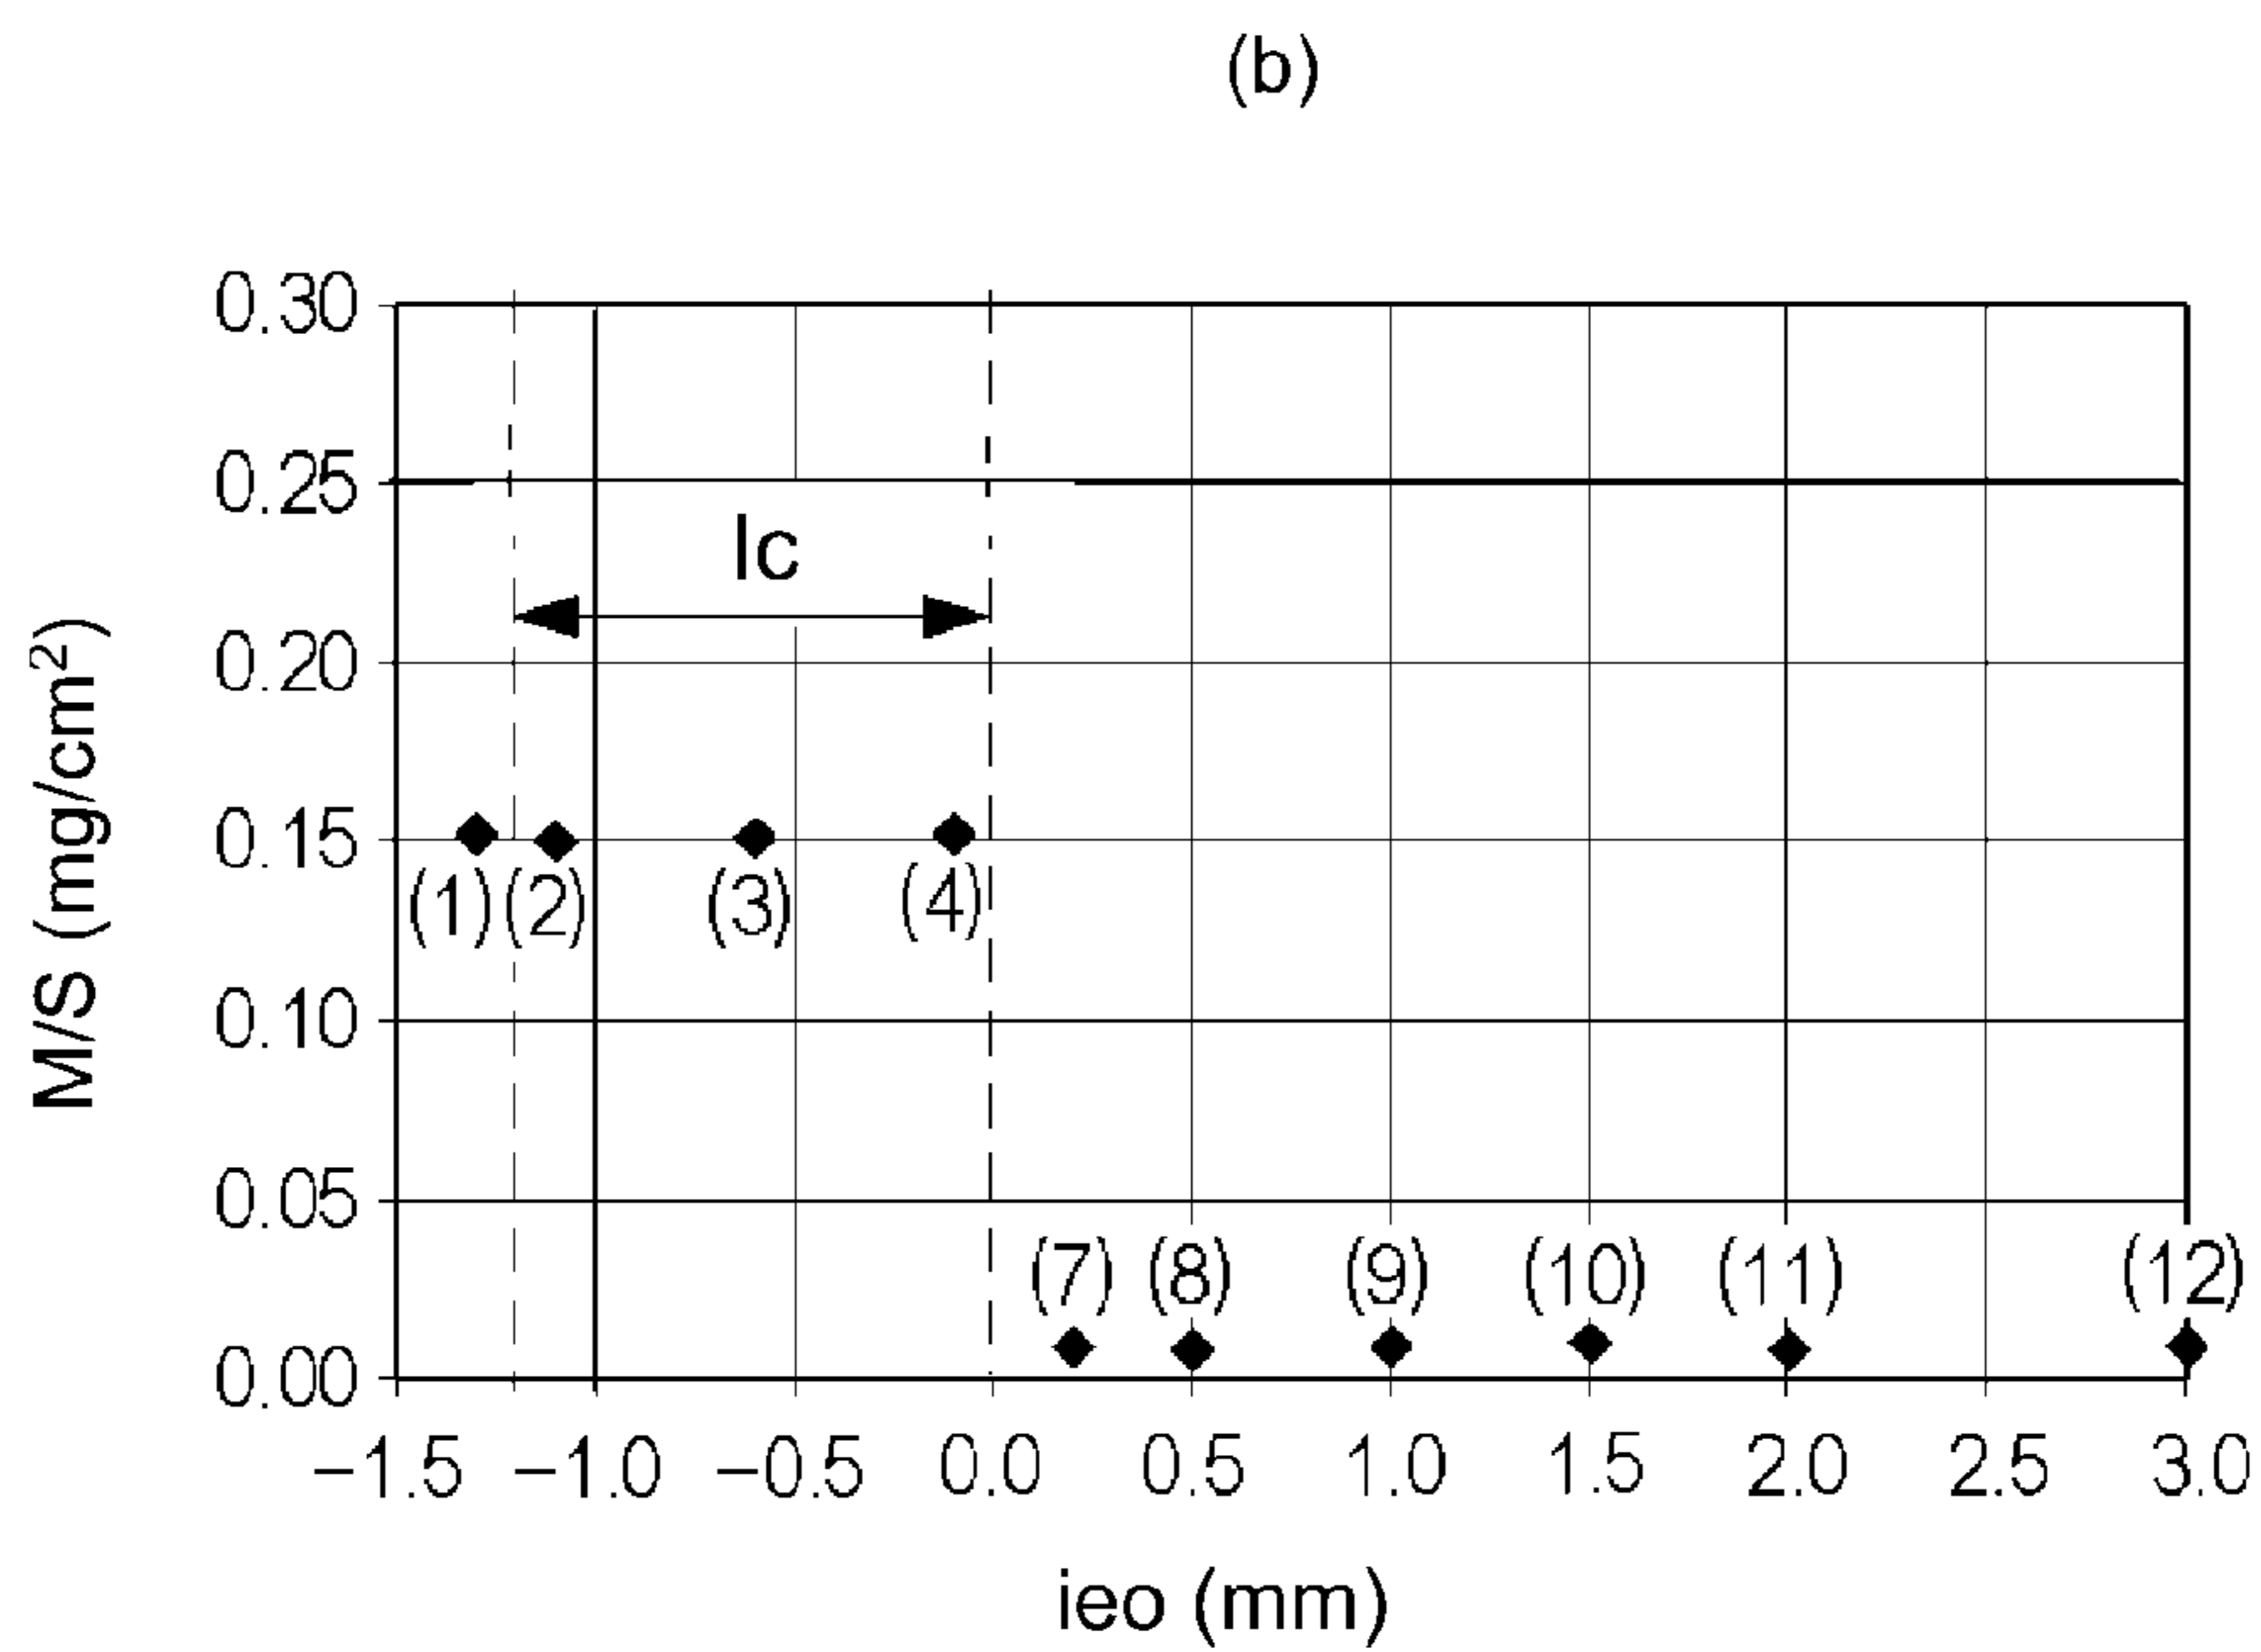 (b)
0.30
0.25
lc
0.20
M/S (mg/cm²)
0.15
(1) (2) (3) (4)
0.10
0.05
(7) (8) (9) (10) (11) (12)
0.00
–1.5 –1.0 –0.5 0.0 0.5 1.0 1.5 2.0 2.5 3.0
ieo (mm)